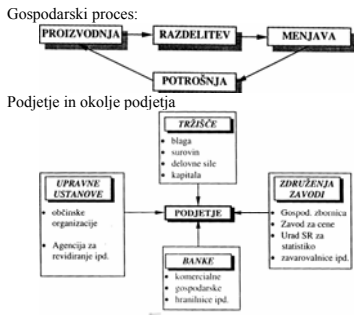 Gospodarski proces:
PROIZVODNJA
RAZDELITEV
MENJAVA
POTROŠNJA
Podjetje in okolje podjetja
TRŽIŠČE
• blaga
• surovin
• delovne sile
• kapitala
UPRAVNE
USTANOVE
• občinske
organizacije
• Agencija za
revidiranje ipd.
PODJETJE
ZDRUŽENJA
ZAVODI
• Gospod. zbornica
• Zavod za cene
• Urad SR za
statistiko
• zavarovalnice ipd.
BANKE
• komercialne
• gospodarske
• hranilnice ipd.